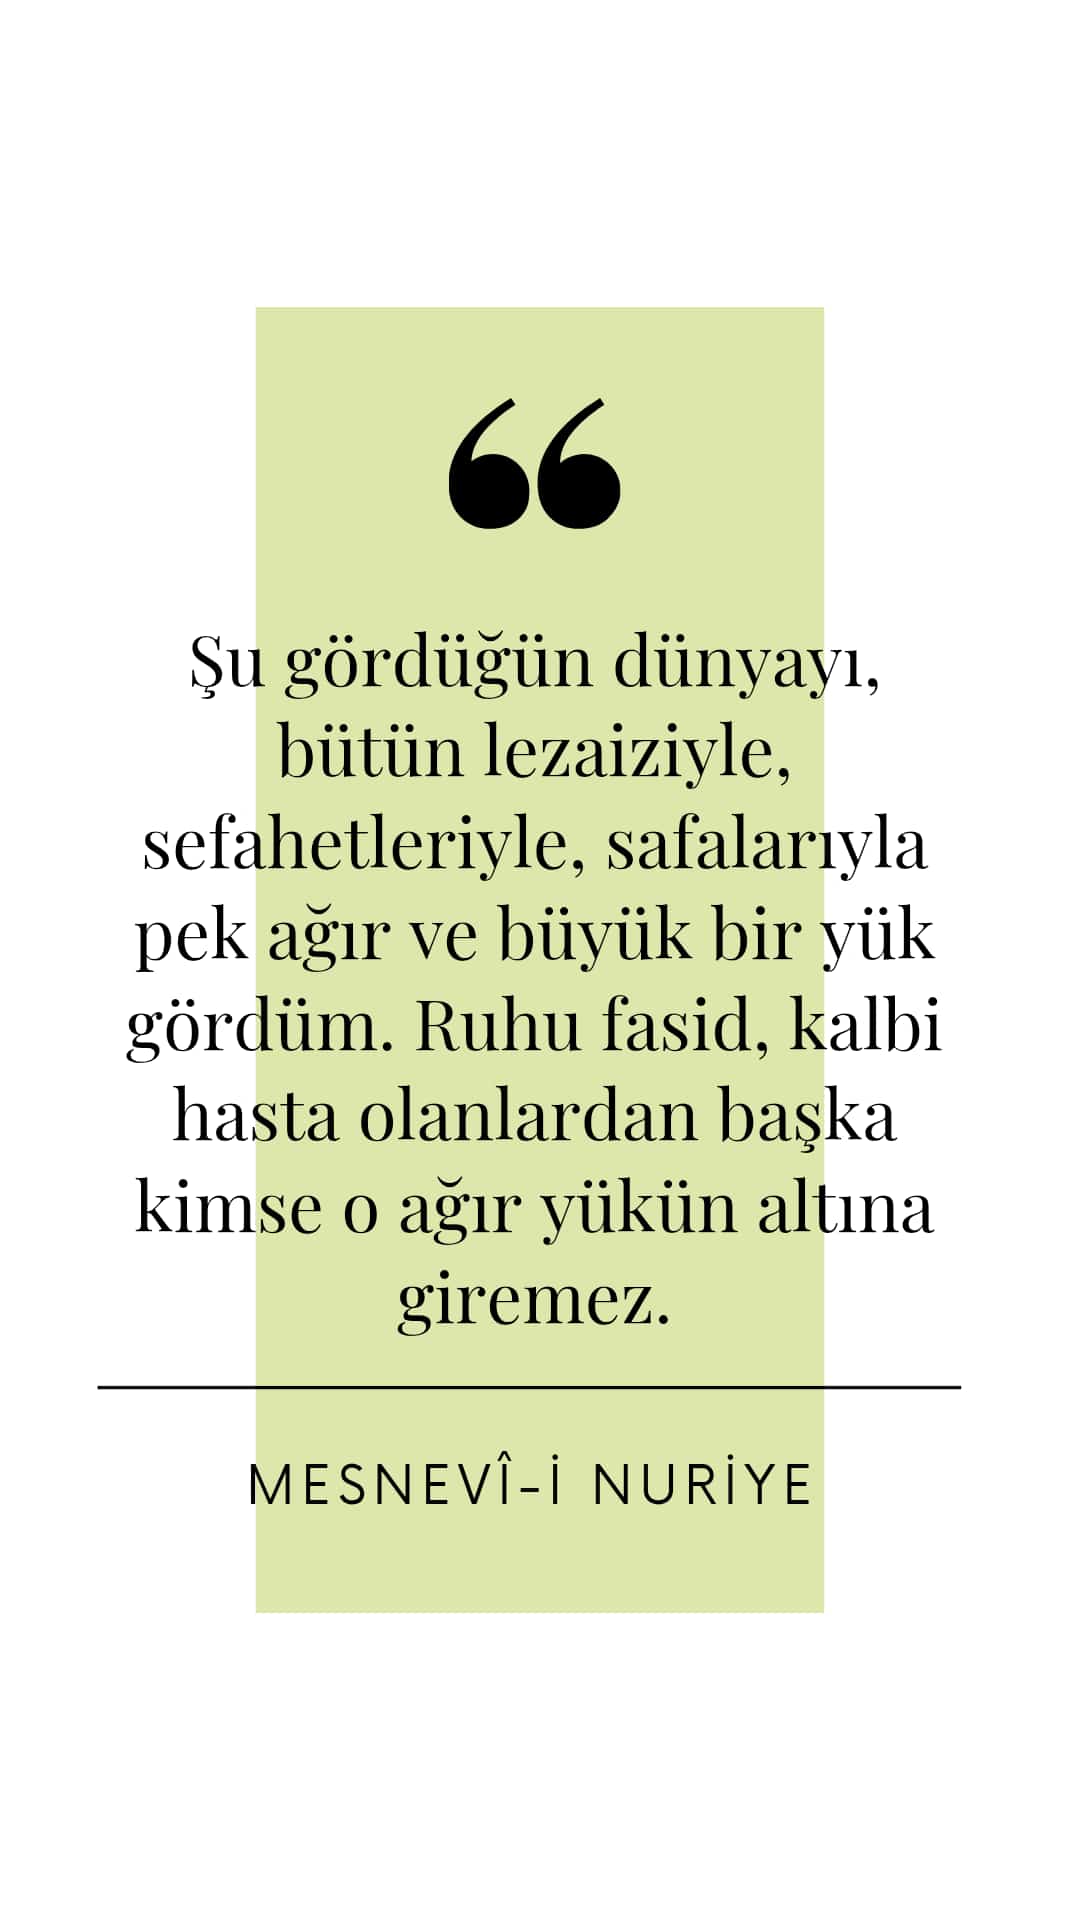 “
Şu gördüğün dünyayı,
bütün lezaiziyle,
sefahetleriyle, safalarıyla
pek ağır ve büyük bir yük
gördüm. Ruhu fasid, kalbi
hasta olanlardan başka
kimse o ağır yükün altına
giremez.
MESNEVÎ-İ NURİYE